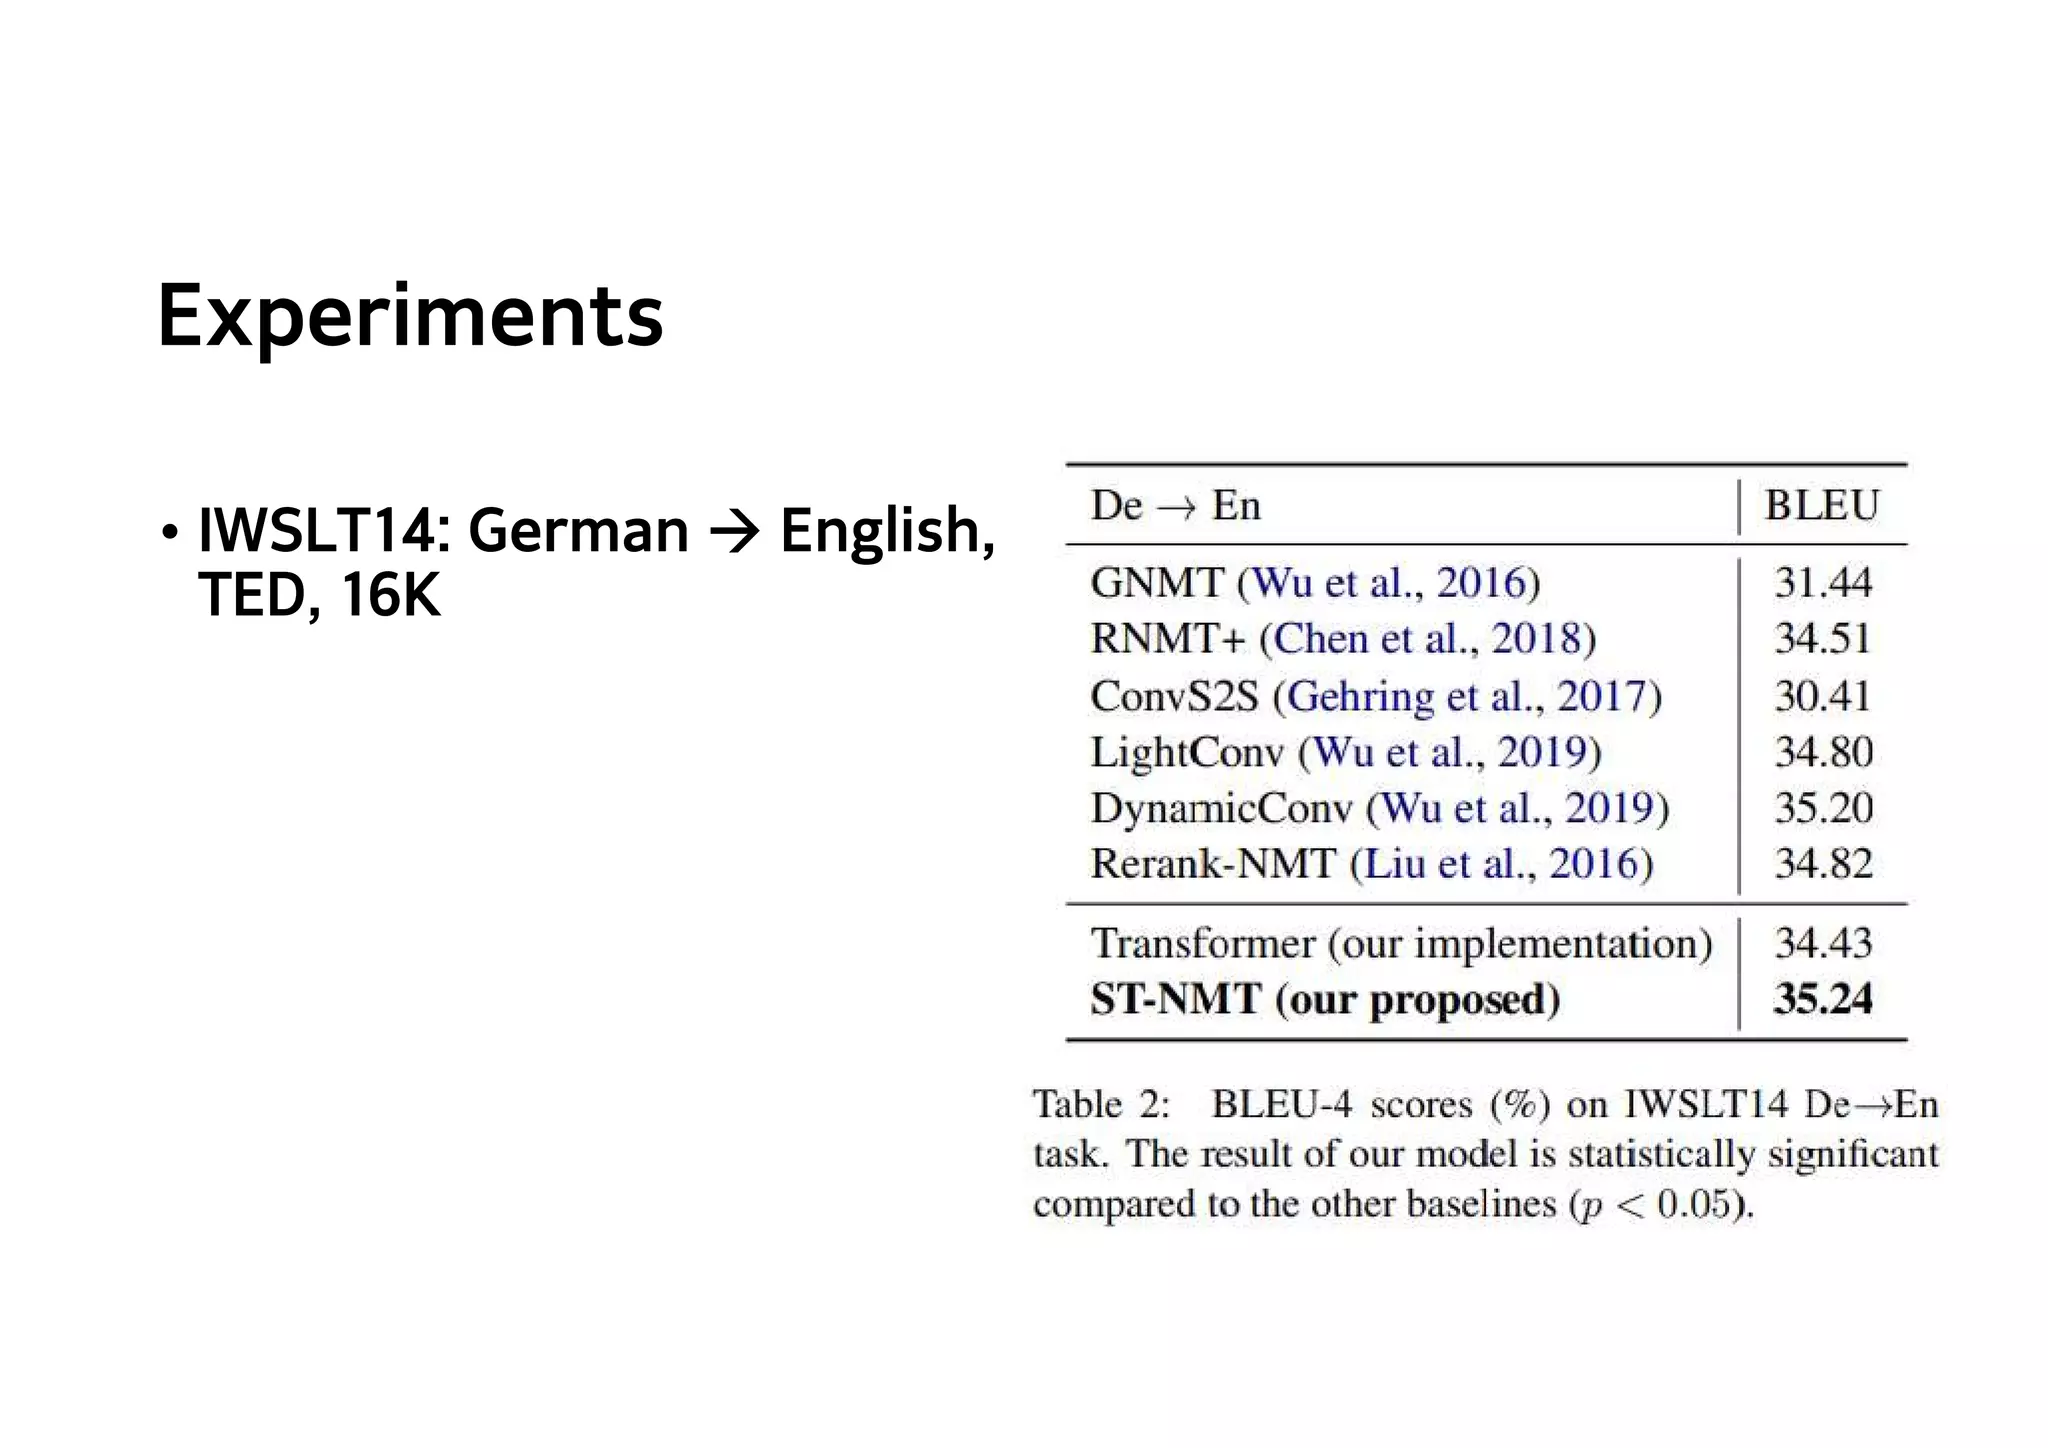 Experiments
• IWSLT14: German → English,
TED, 16K
De → En BLEU
GNMT (Wu et al., 2016) 31.44
RNMT+ (Chen et al., 2018) 34.51
ConvS2S (Gehring et al., 2017) 30.41
LightConv (Wu et al., 2019) 34.80
DynamicConv (Wu et al., 2019) 35.20
Rerank-NMT (Liu et al., 2016) 34.82
Transformer (our implementation) 34.43
ST-NMT (our proposed) 35.24
Table 2: BLEU-4 scores (%) on IWSLT14 De→En
task. The result of our model is statistically significant
compared to the other baselines (p < 0.05).